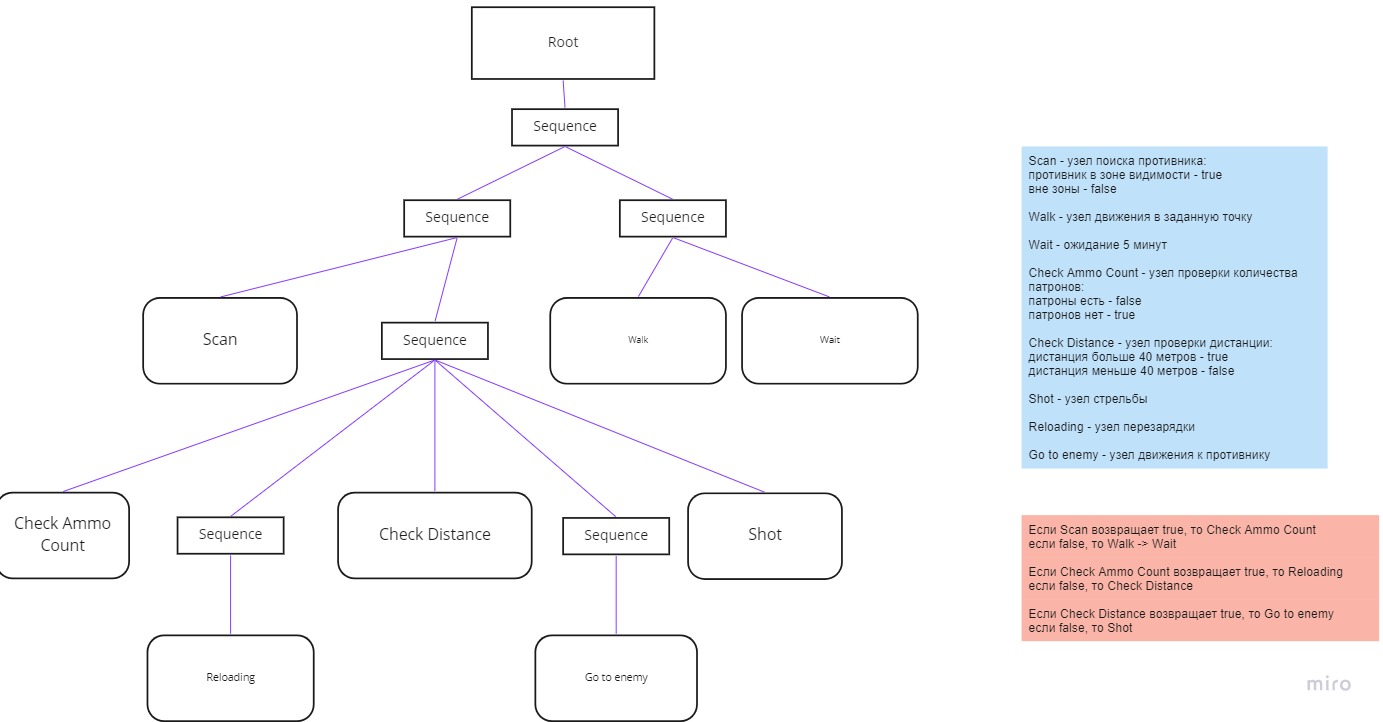 Root
Sequence
Sequence
Sequence
Scan
Sequence
Walk
Wait
Check Ammo
Count
Sequence
Check Distance
Sequence
Shot
Reloading
Go to enemy
Scan - узел поиска противника:
противник в зоне видимости - true
вне зоны - false
Walk - узел движения в заданную точку
Wait - ожидание 5 минут
Check Ammo Count - узел проверки количества
патронов:
патроны есть - false
патронов нет - true
Check Distance - узел проверки дистанции:
дистанция больше 40 метров - true
дистанция меньше 40 метров - false
Shot - узел стрельбы
Reloading - узел перезарядки
Go to enemy - узел движения к противнику
Если Scan возвращает true, то Check Ammo Count
если false, то Walk -> Wait
Если Check Ammo Count возвращает true, то Reloading
если false, то Check Distance
Если Check Distance возвращает true, то Go to enemy
если false, то Shot
miro